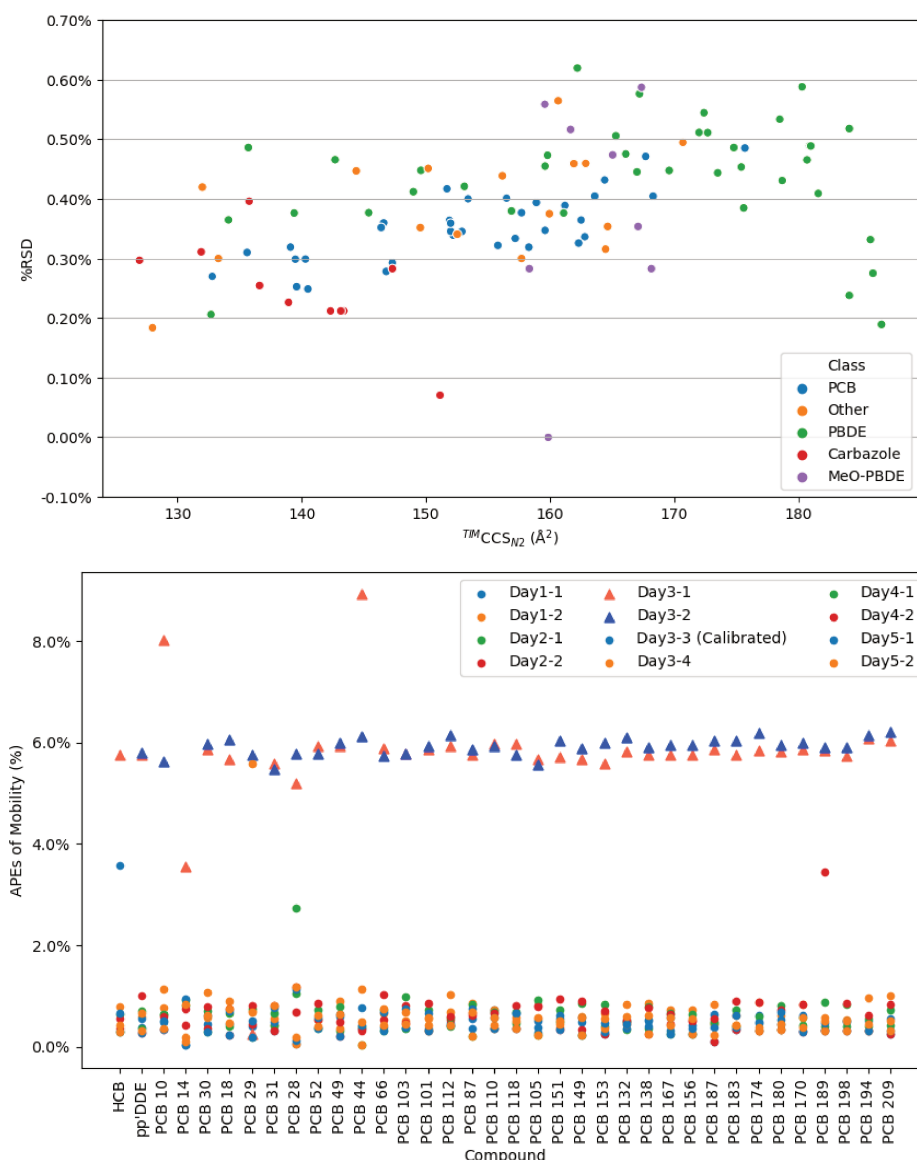 0.70%
0.60%
0.50%
0.40%
0.30%
0.20%
0.10%
0.00%
-0.10%
%RSD
130 140 150 160 170 180
TIMCCSN2 (Å²)
Class
PCB
Other
PBDE
Carbazole
MeO-PBDE
8.0%
6.0%
4.0%
2.0%
0.0%
APEs of Mobility (%)
Day1-1 Day3-1 Day4-1
Day1-2 Day3-2 Day4-2
Day2-1 Day3-3 (Calibrated) Day5-1
Day2-2 Day3-4 Day5-2
HCB
pp'DDE
PCB 10
PCB 14
PCB 30
PCB 18
PCB 29
PCB 31
PCB 28
PCB 52
PCB 49
PCB 44
PCB 66
PCB 103
PCB 101
PCB 112
PCB 87
PCB 110
PCB 118
PCB 105
PCB 151
PCB 149
PCB 153
PCB 132
PCB 138
PCB 167
PCB 156
PCB 187
PCB 183
PCB 174
PCB 180
PCB 170
PCB 189
PCB 198
PCB 194
PCB 209
Compound